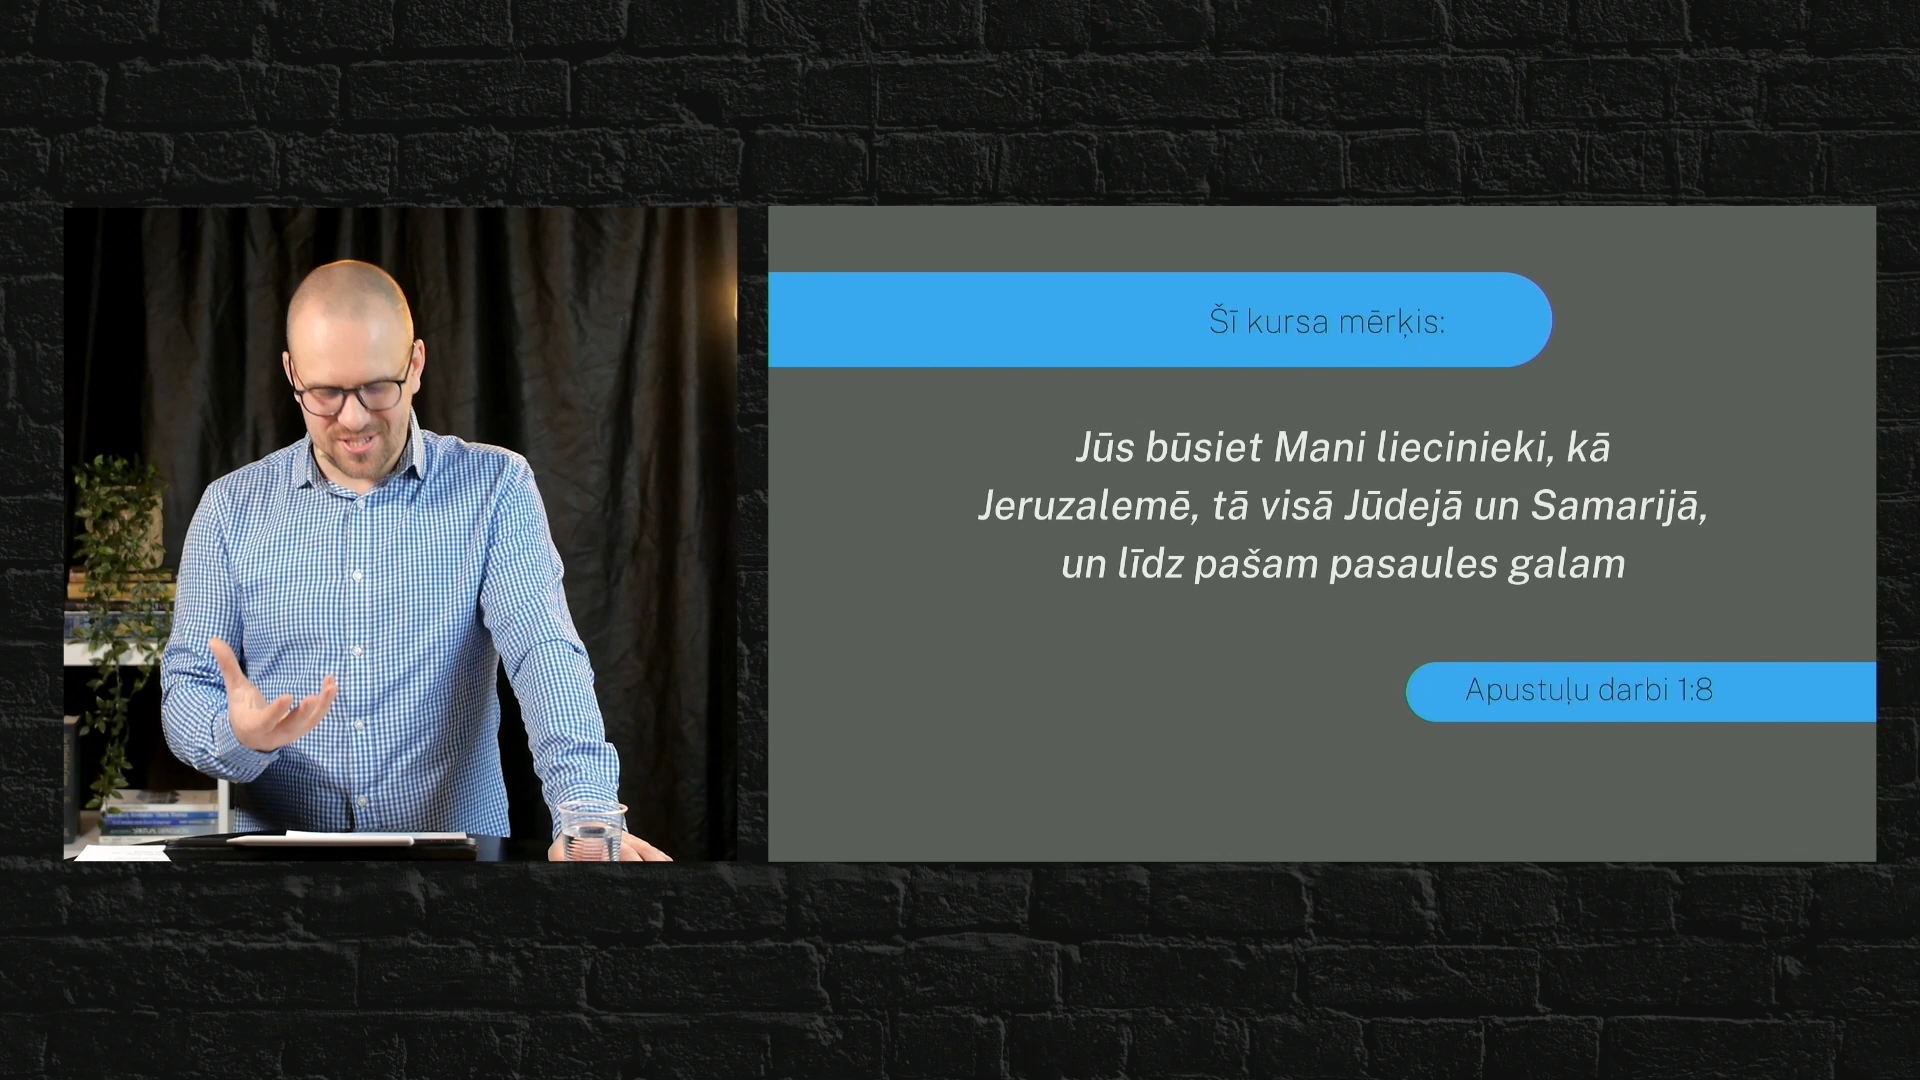 Šī kursa mērķis:
Jūs būsiet Mani liecinieki, kā
Jeruzalemē, tā visā Jūdejā un Samarijā,
un līdz pašam pasaules galam
Apustuļu darbi 1:8